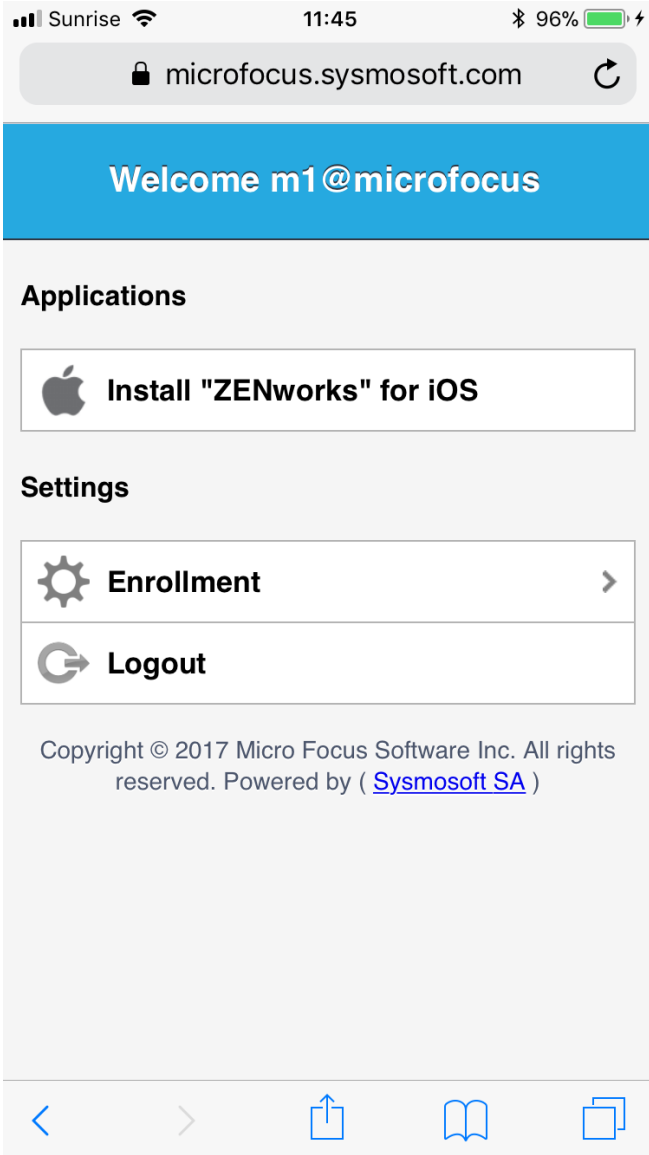 Sunrise 11:45 96%
microfocus.sysmosoft.com
Welcome m1@microfocus
Applications
Install "ZENworks" for iOS
Settings
Enrollment
Logout
Copyright © 2017 Micro Focus Software Inc. All rights
reserved. Powered by ( Sysmosoft SA )